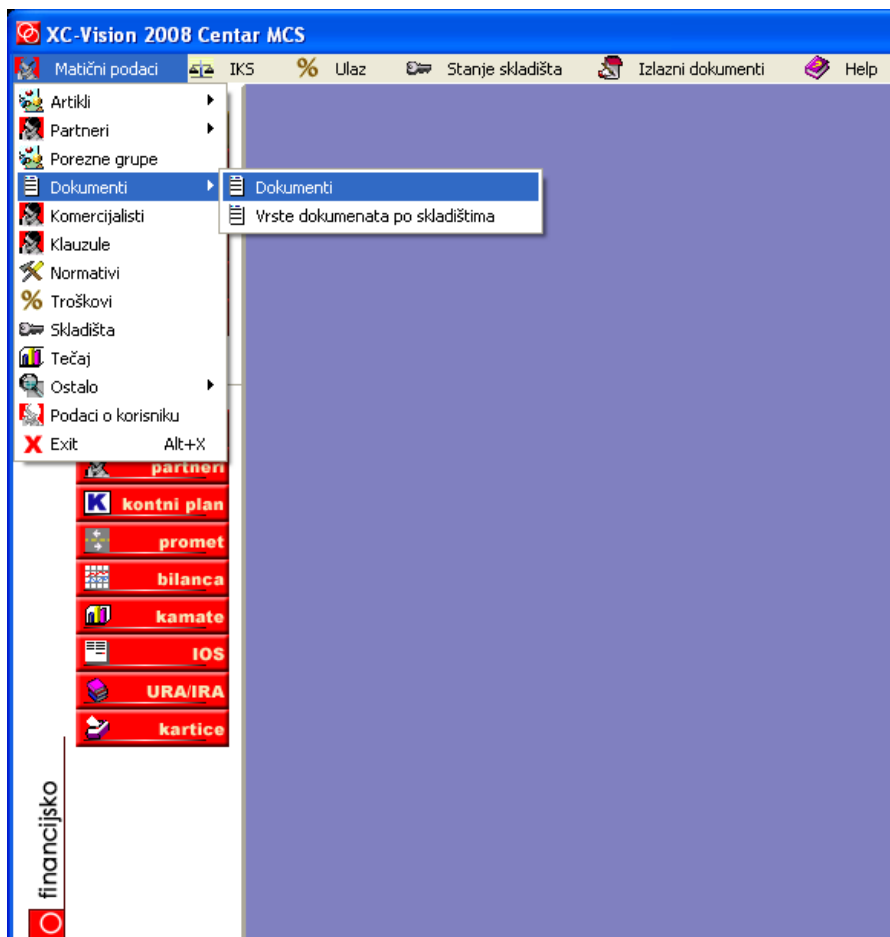 XC-Vision 2008 Centar MCS
Matični podaci IKS Ulaz Stanje skladišta Izlazni dokumenti Help
Artikli
Partneri
Porezne grupe
Dokumenti
Dokumenti
Vrste dokumenata po skladištima
Komercijalisti
Klauzule
Normativi
Troškovi
Skladišta
Tečaj
Ostalo
Podaci o korisniku
Exit Alt+X
partneri
kontni plan
promet
bilanca
kamate
IOS
URA/IRA
kartice
financijsko